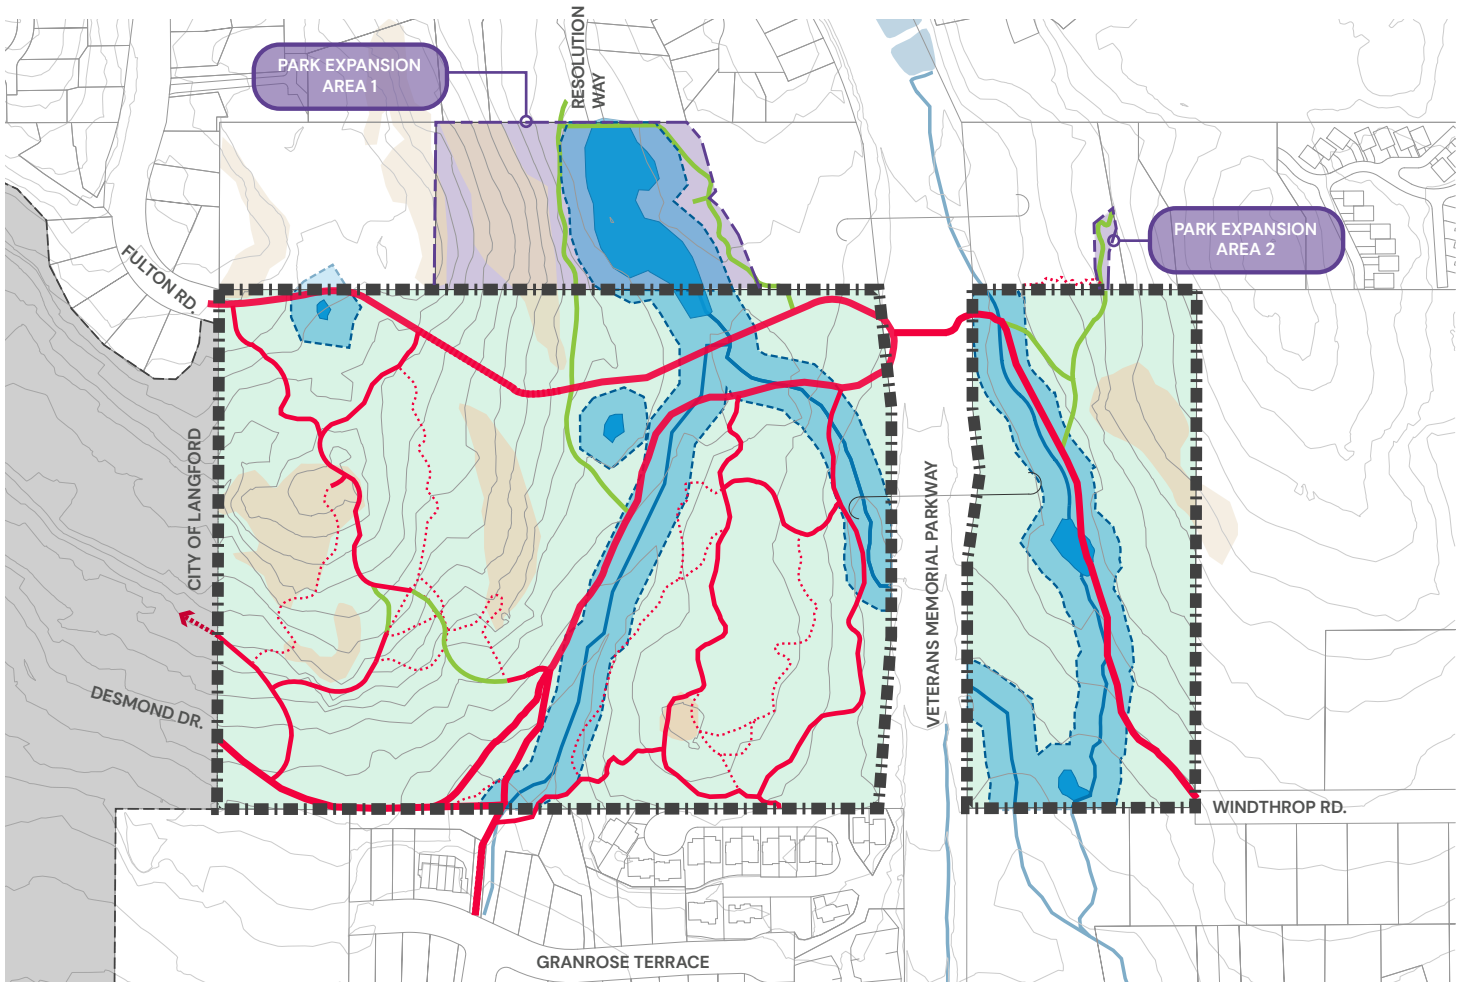 RESOLUTION
WAY
PARK EXPANSION
AREA 1
PARK EXPANSION
AREA 2
FULTON RD.
CITY OF LANGFORD
VETERANS MEMORIAL PARKWAY
DESMOND DR.
WINDTHROP RD.
GRANROSE TERRACE